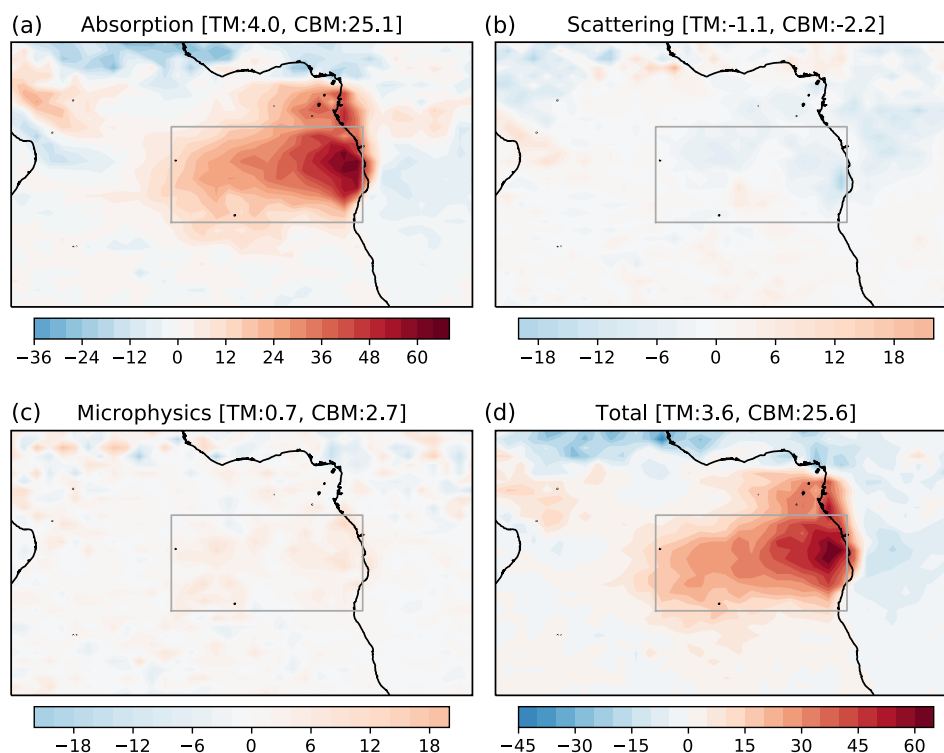 (a) Absorption [TM:4.0, CBM:25.1]
(b) Scattering [TM:-1.1, CBM:-2.2]
−36 −24 −12 0 12 24 36 48 60
−18 −12 −6 0 6 12 18
(c) Microphysics [TM:0.7, CBM:2.7]
(d) Total [TM:3.6, CBM:25.6]
−18 −12 −6 0 6 12 18
−45 −30 −15 0 15 30 45 60